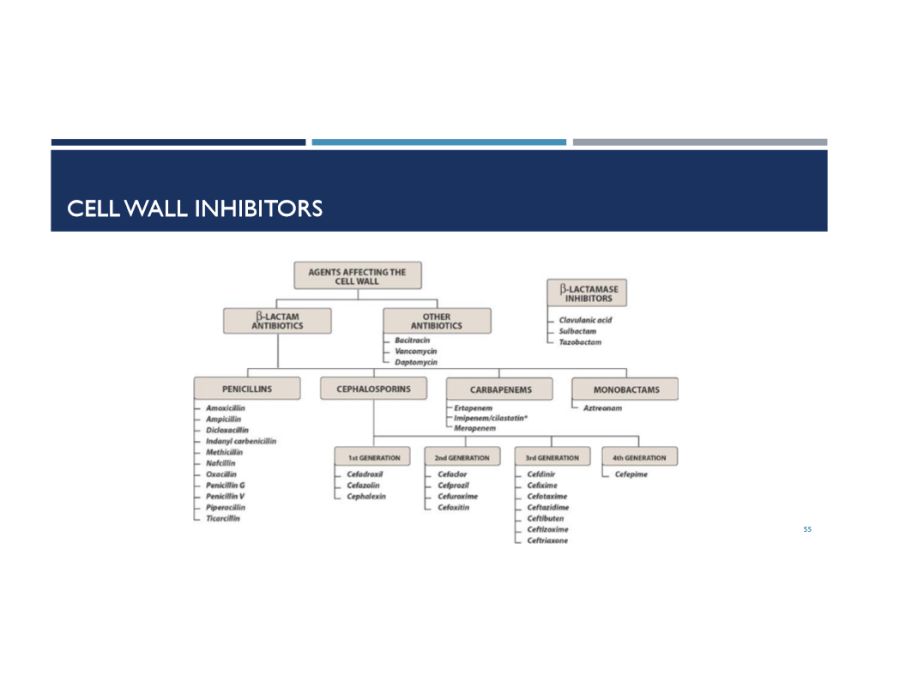 CELL WALL INHIBITORS
AGENTS AFFECTING THE
CELL WALL
β-LACTAM
ANTIBIOTICS
OTHER
ANTIBIOTICS
Bacitracin
Vancomycin
Daptomycin
β-LACTAMASE
INHIBITORS
Clavulanic acid
Sulbactam
Tazobactam
PENICILLINS
Amoxicillin
Ampicillin
Dicloxacillin
Indanyl carbenicillin
Methicillin
Nafcillin
Oxacillin
Penicillin G
Penicillin V
Piperacillin
Ticarcillin
CEPHALOSPORINS
1st GENERATION
Cefadroxil
Cefazolin
Cephalexin
2nd GENERATION
Cefaclor
Cefprozil
Cefuroxime
Cefoxitin
3rd GENERATION
Cefdinir
Cefixime
Cefotaxime
Ceftazidime
Ceftibuten
Ceftizoxime
Ceftriaxone
4th GENERATION
Cefepime
CARBAPENEMS
Ertapenem
Imipenem/cilastatin*
Meropenem
MONOBACTAMS
Aztreonam
55